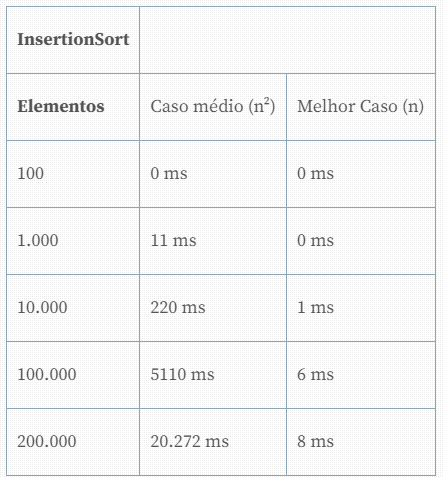 InsertionSort
Elementos Caso médio (n²) Melhor Caso (n)
100 0 ms 0 ms
1.000 11 ms 0 ms
10.000 220 ms 1 ms
100.000 5110 ms 6 ms
200.000 20.272 ms 8 ms